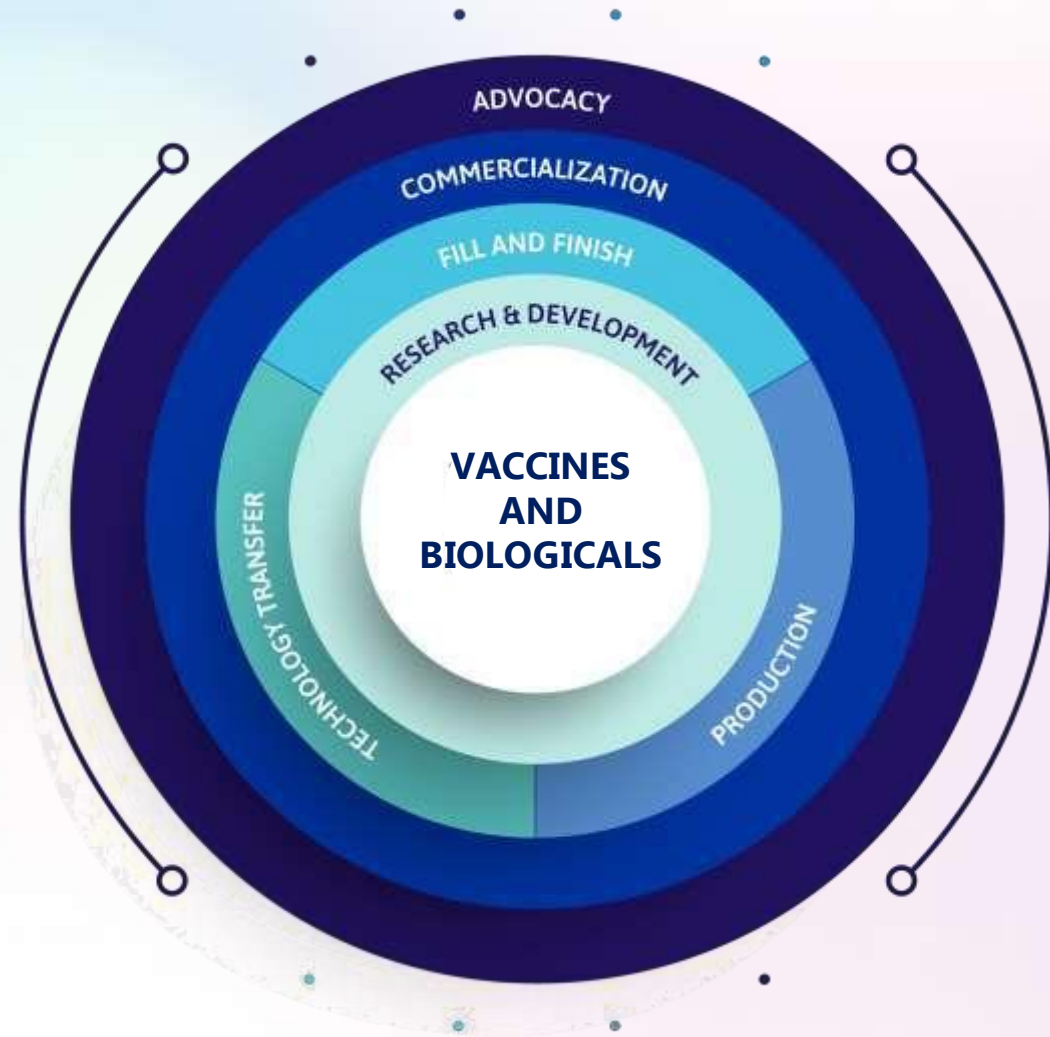 ADVOCACY
COMMERCIALIZATION
FILL AND FINISH
RESEARCH & DEVELOPMENT
VACCINES
AND
BIOLOGICALS
TECHNOLOGY TRANSFER
PRODUCTION